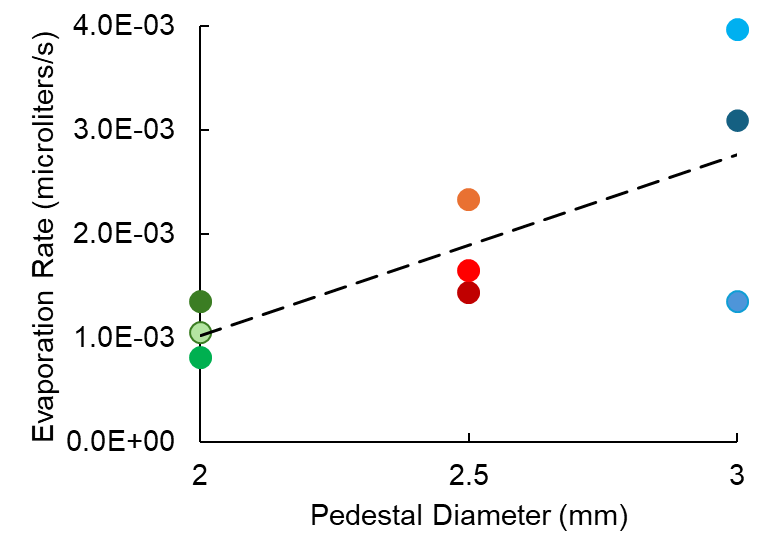 4.0E-03
3.0E-03
2.0E-03
1.0E-03
0.0E+00
Evaporation Rate (microliters/s)
2 2.5 3
Pedestal Diameter (mm)